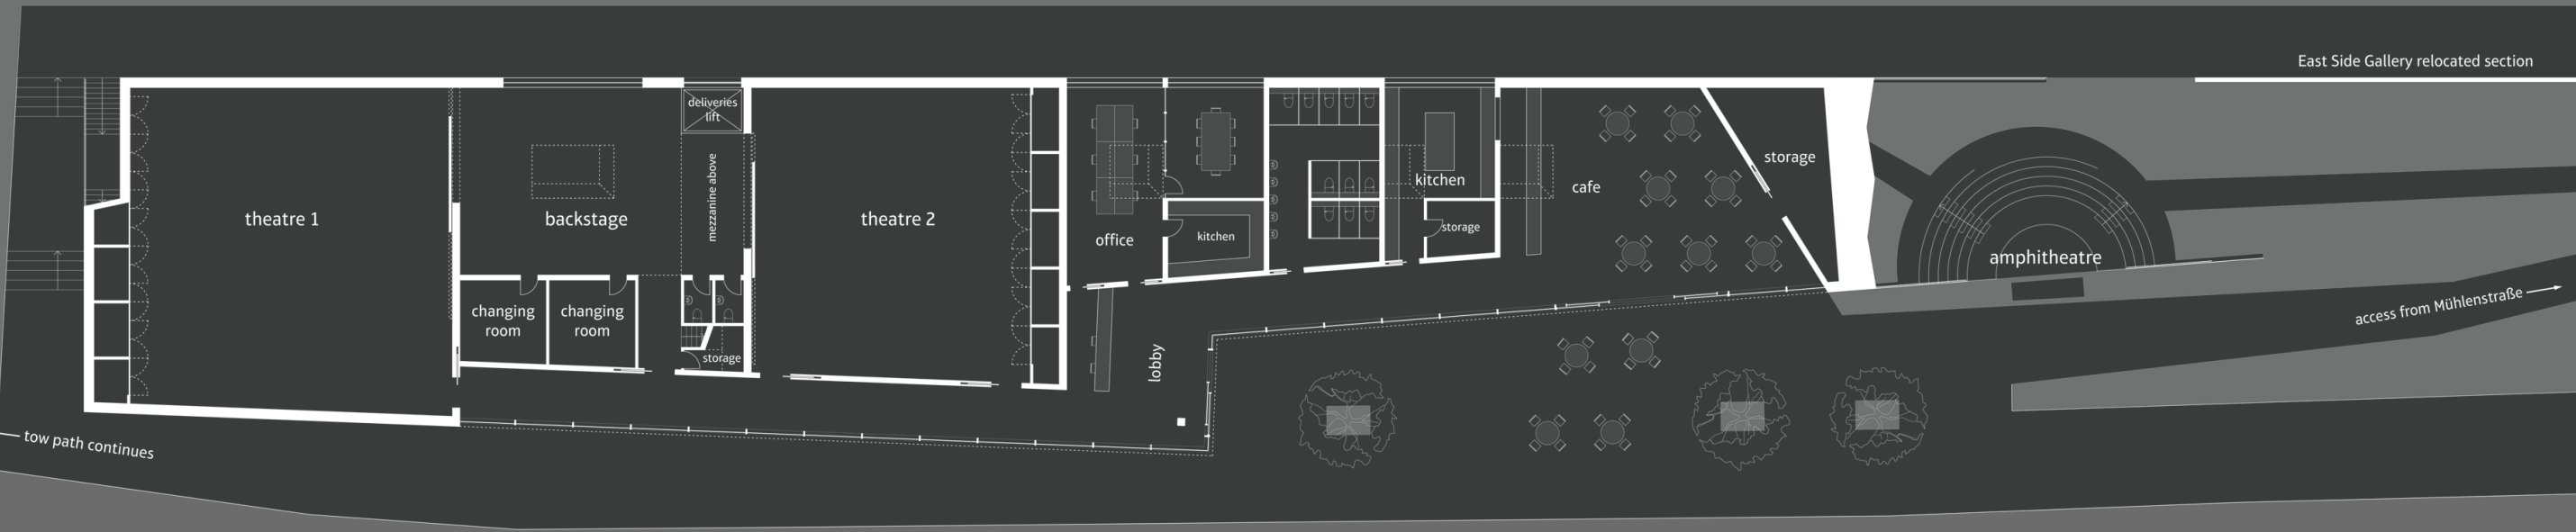 East Side Gallery relocated section
deliveries
lift
mezzanine above
storage
theatre 1
backstage
theatre 2
office
kitchen
kitchen
storage
cafe
amphitheatre
changing
room
changing
room
storage
lobby
access from Mühlenstraße
tow path continues